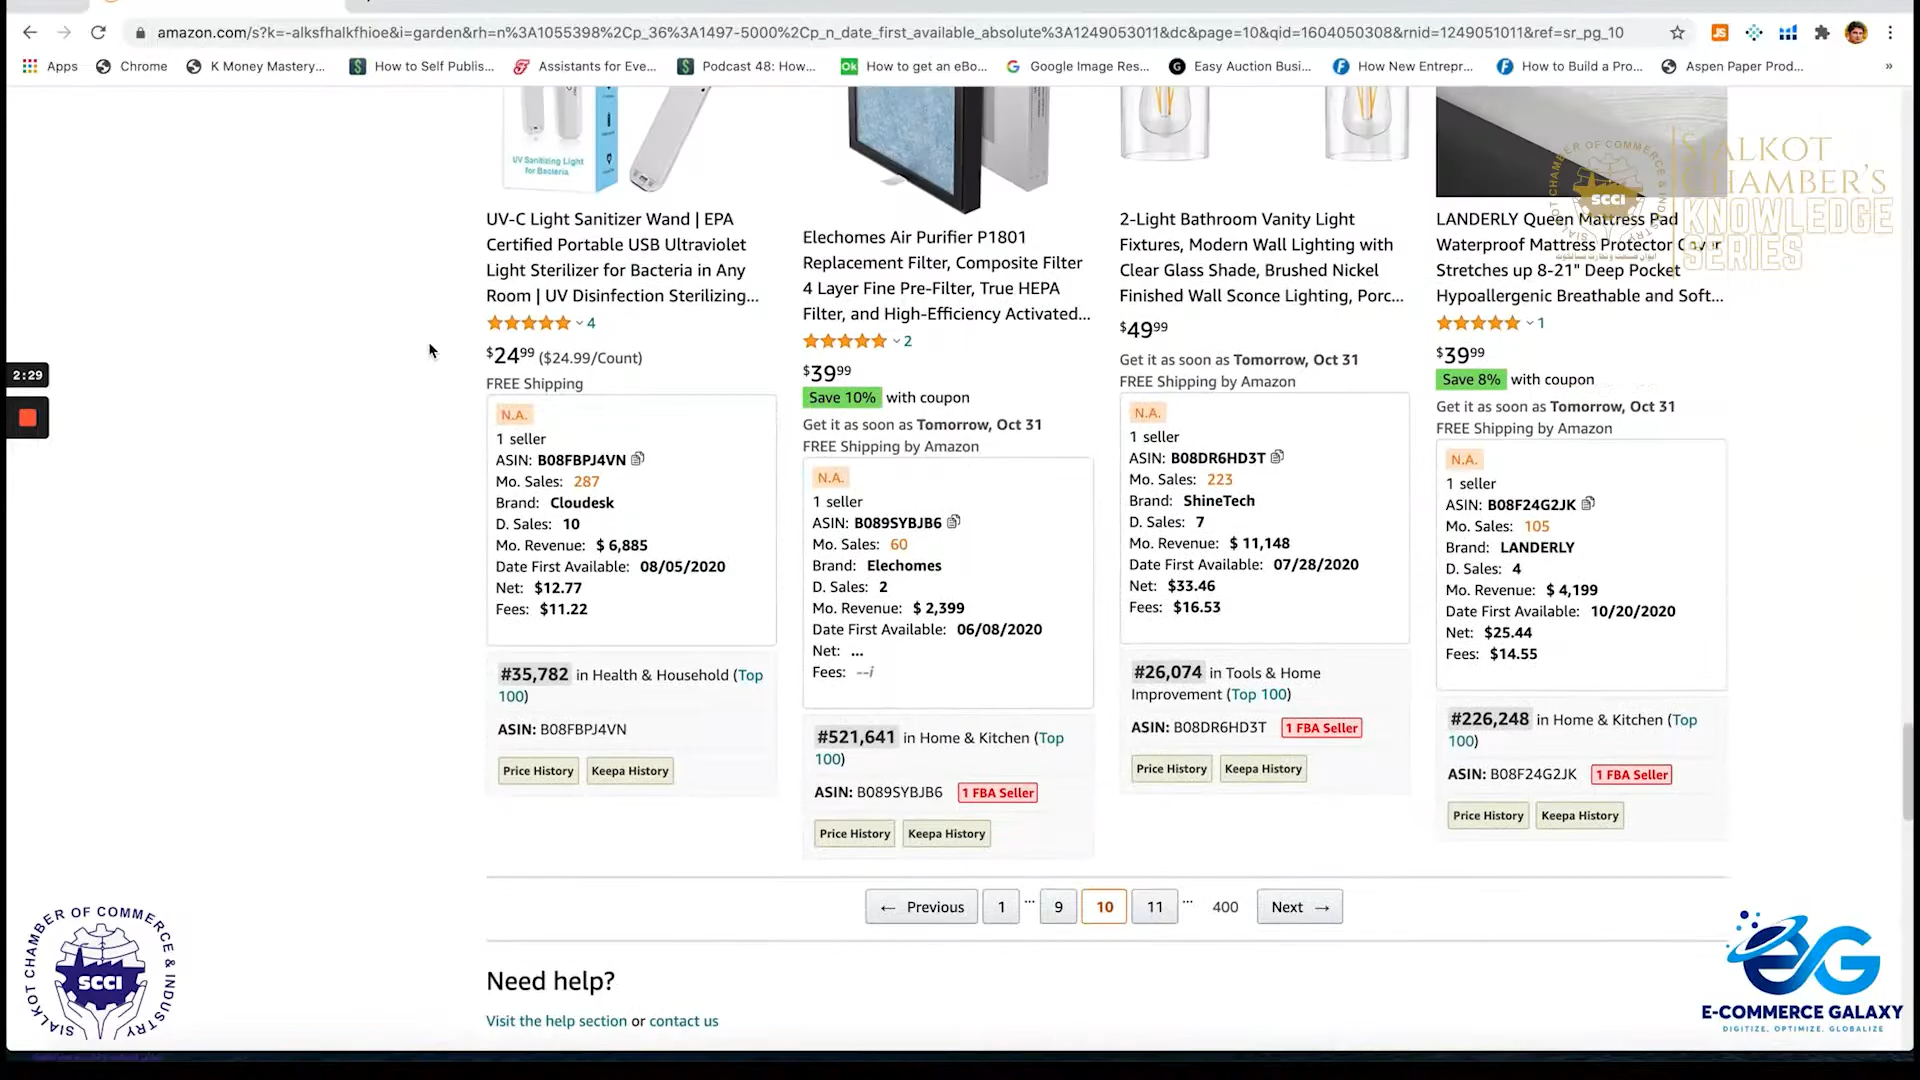 amazon.com/s?k=-alksfhalkfhioe&i=garden&rh=n%3A1055398%2Cp_36%3A1497-5000%2Cp_n_date_first_available_absolute%3A1249053011&dc&page=10&qid=1604050308&rnid=1249051011&ref=sr_pg_10
Apps Chrome K Money Mastery... How to Self Publis... Assistants for Eve... Podcast 48: How... How to get an eBo... Google Image Res... Easy Auction Busi... How New Entrepr... How to Build a Pro... Aspen Paper Prod... »
UV Sanitizing Light
for Bacteria
UV-C Light Sanitizer Wand | EPA
Certified Portable USB Ultraviolet
Light Sterilizer for Bacteria in Any
Room | UV Disinfection Sterilizing...
4
$24.99 ($24.99/Count)
FREE Shipping
N.A.
1 seller
ASIN: B08FBPJ4VN
Mo. Sales: 287
Brand: Cloudesk
D. Sales: 10
Mo. Revenue: $ 6,885
Date First Available: 08/05/2020
Net: $12.77
Fees: $11.22
#35,782 in Health & Household (Top
100)
ASIN: B08FBPJ4VN
Price History Keepa History
Elechomes Air Purifier P1801
Replacement Filter, Composite Filter
4 Layer Fine Pre-Filter, True HEPA
Filter, and High-Efficiency Activated...
2
$39.99
Save 10% with coupon
Get it as soon as Tomorrow, Oct 31
FREE Shipping by Amazon
N.A.
1 seller
ASIN: B089SYBJB6
Mo. Sales: 60
Brand: Elechomes
D. Sales: 2
Mo. Revenue: $ 2,399
Date First Available: 06/08/2020
Net: ...
Fees: --i
#521,641 in Home & Kitchen (Top
100)
ASIN: B089SYBJB6 1 FBA Seller
Price History Keepa History
2-Light Bathroom Vanity Light
Fixtures, Modern Wall Lighting with
Clear Glass Shade, Brushed Nickel
Finished Wall Sconce Lighting, Porc...
$49.99
Get it as soon as Tomorrow, Oct 31
FREE Shipping by Amazon
N.A.
1 seller
ASIN: B08DR6HD3T
Mo. Sales: 223
Brand: ShineTech
D. Sales: 7
Mo. Revenue: $ 11,148
Date First Available: 07/28/2020
Net: $33.46
Fees: $16.53
#26,074 in Tools & Home
Improvement (Top 100)
ASIN: B08DR6HD3T 1 FBA Seller
Price History Keepa History
LANDERLY Queen Mattress Pad
Waterproof Mattress Protector Cover
Stretches up 8-21" Deep Pocket
Hypoallergenic Breathable and Soft...
1
$39.99
Save 8% with coupon
Get it as soon as Tomorrow, Oct 31
FREE Shipping by Amazon
N.A.
1 seller
ASIN: B08F24G2JK
Mo. Sales: 105
Brand: LANDERLY
D. Sales: 4
Mo. Revenue: $ 4,199
Date First Available: 10/20/2020
Net: $25.44
Fees: $14.55
#226,248 in Home & Kitchen (Top
100)
ASIN: B08F24G2JK 1 FBA Seller
Price History Keepa History
← Previous 1 ... 9 10 11 ... 400 Next →
Need help?
Visit the help section or contact us
2:29
SIALKOT
CHAMBER'S
KNOWLEDGE
SERIES
SIALKOT CHAMBER OF COMMERCE & INDUSTRY
SCCI
SIALKOT CHAMBER OF COMMERCE & INDUSTRY
SCCI
E-COMMERCE GALAXY
DIGITIZE. OPTIMIZE. GLOBALIZE